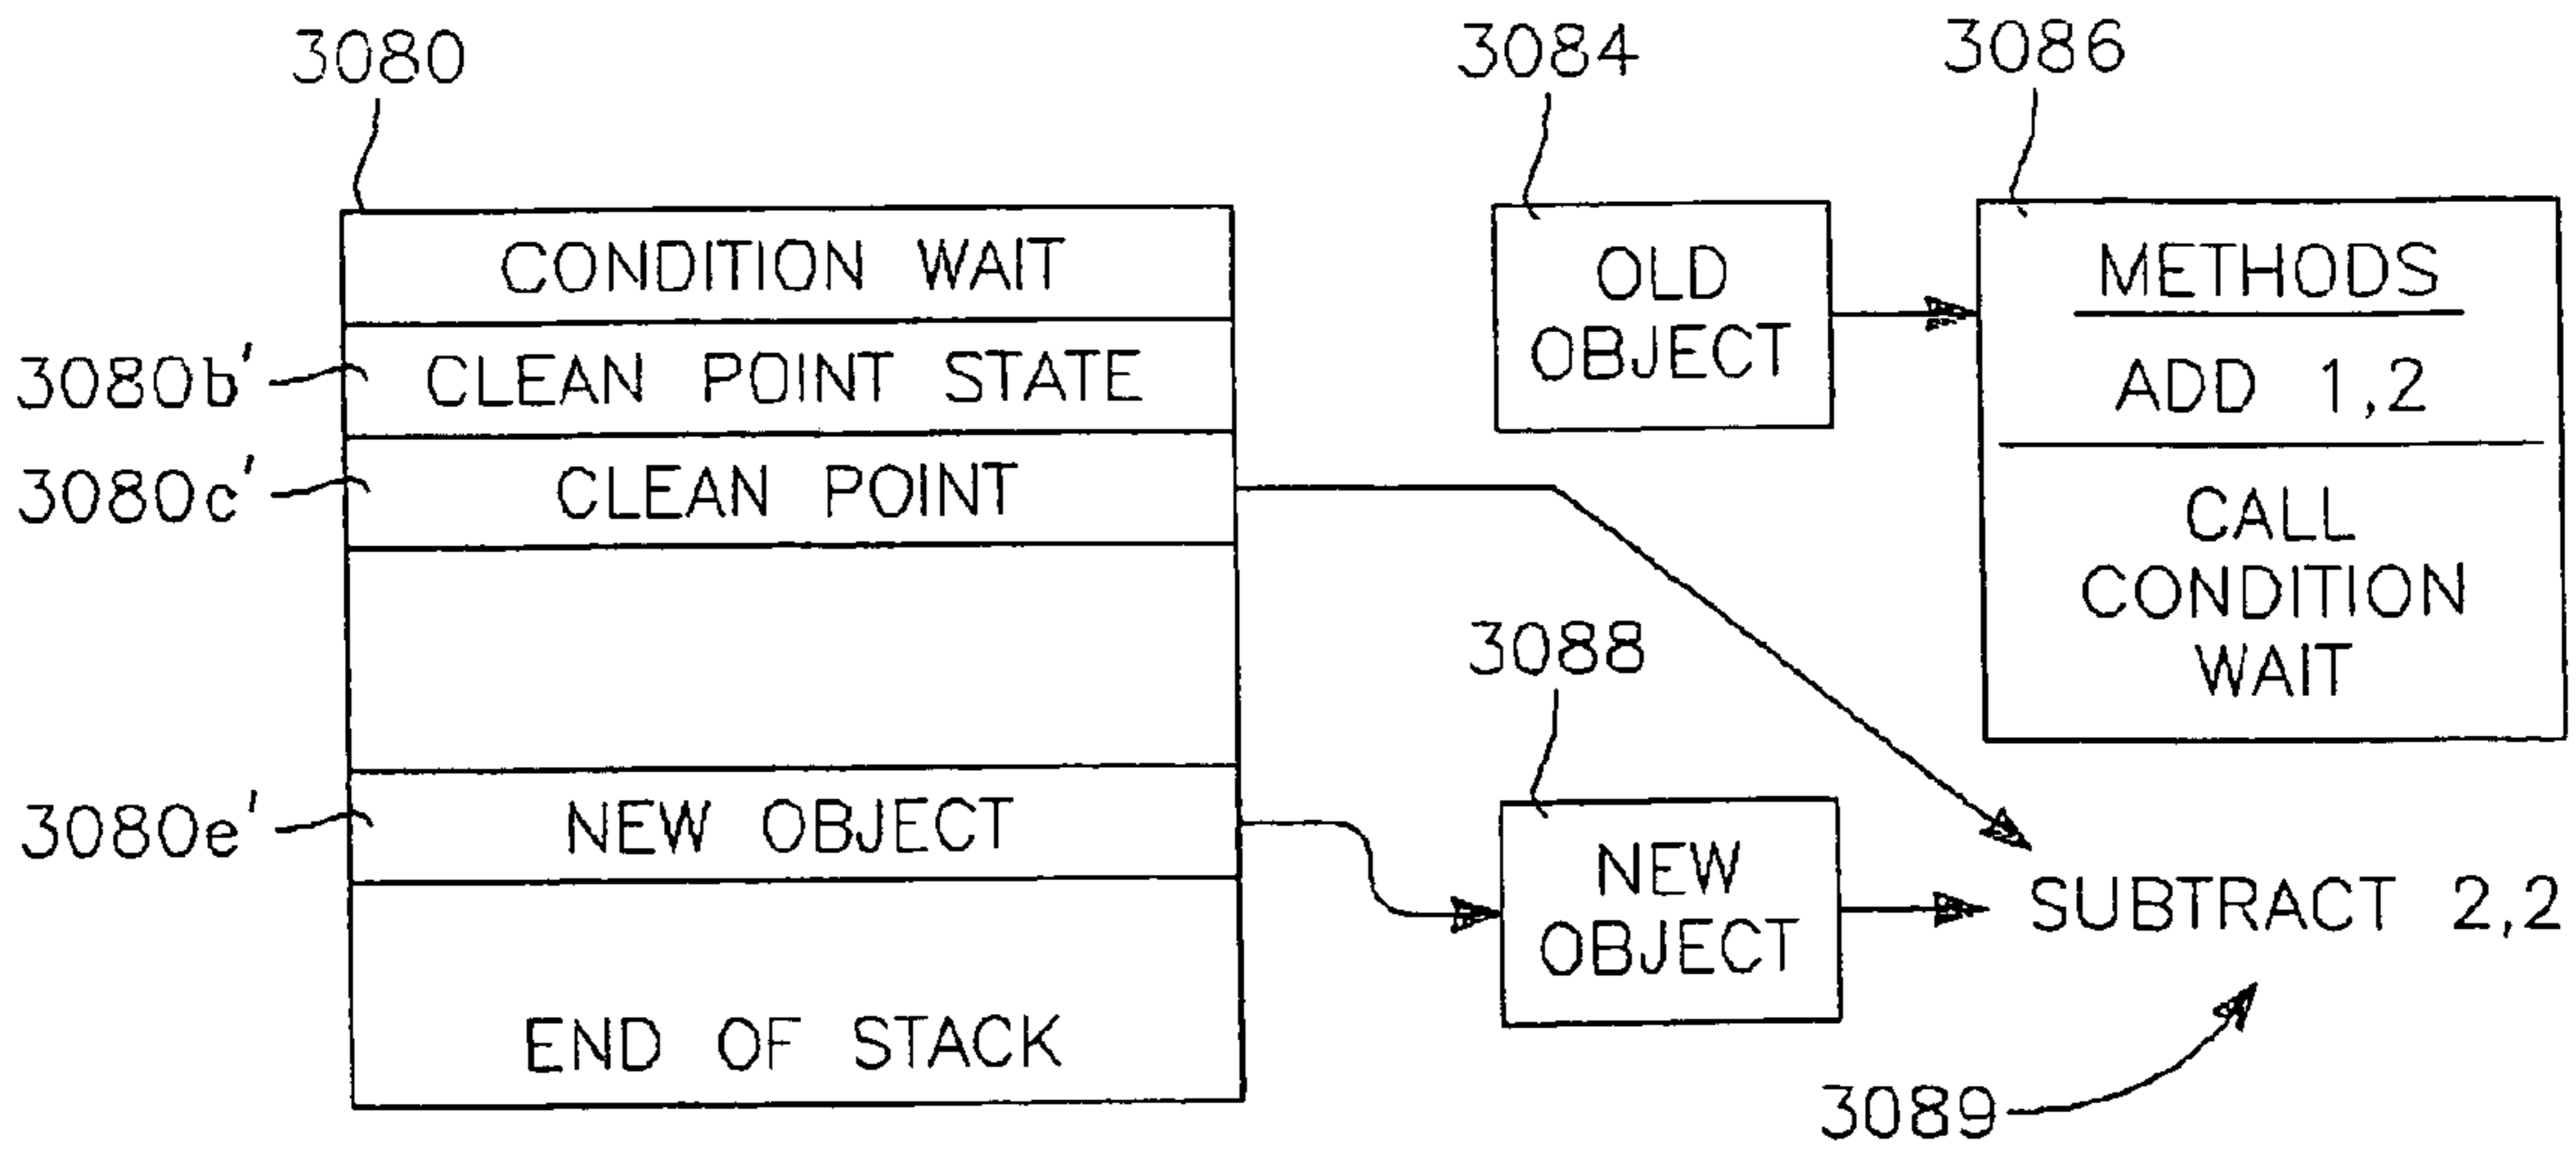 3080
3084
3086
CONDITION WAIT
3080b' CLEAN POINT STATE
3080c' CLEAN POINT
3080e' NEW OBJECT
END OF STACK
OLD
OBJECT
METHODS
ADD 1,2
CALL
CONDITION
WAIT
3088
NEW
OBJECT
SUBTRACT 2,2
3089